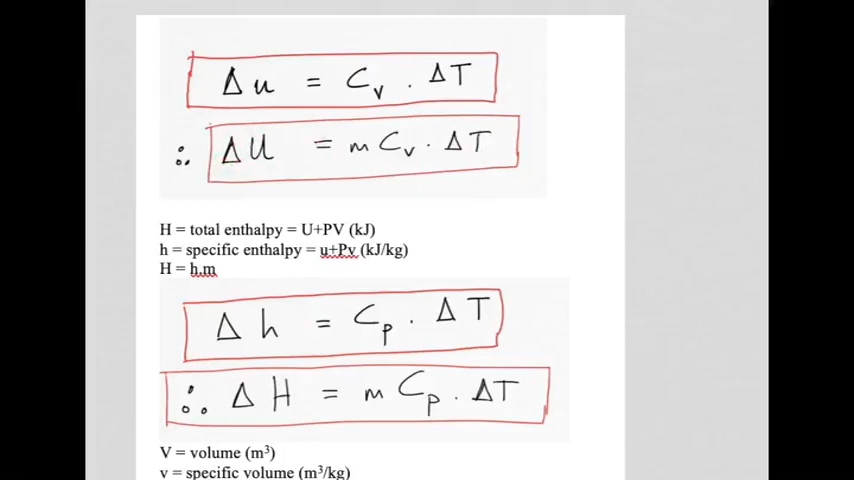 Δu = Cv . ΔT
∴ ΔU = m Cv . ΔT
H = total enthalpy = U+PV (kJ)
h = specific enthalpy = u+Pv (kJ/kg)
H = h.m
Δh = Cp . ΔT
∴ ΔH = m Cp . ΔT
V = volume (m³)
v = specific volume (m³/kg)